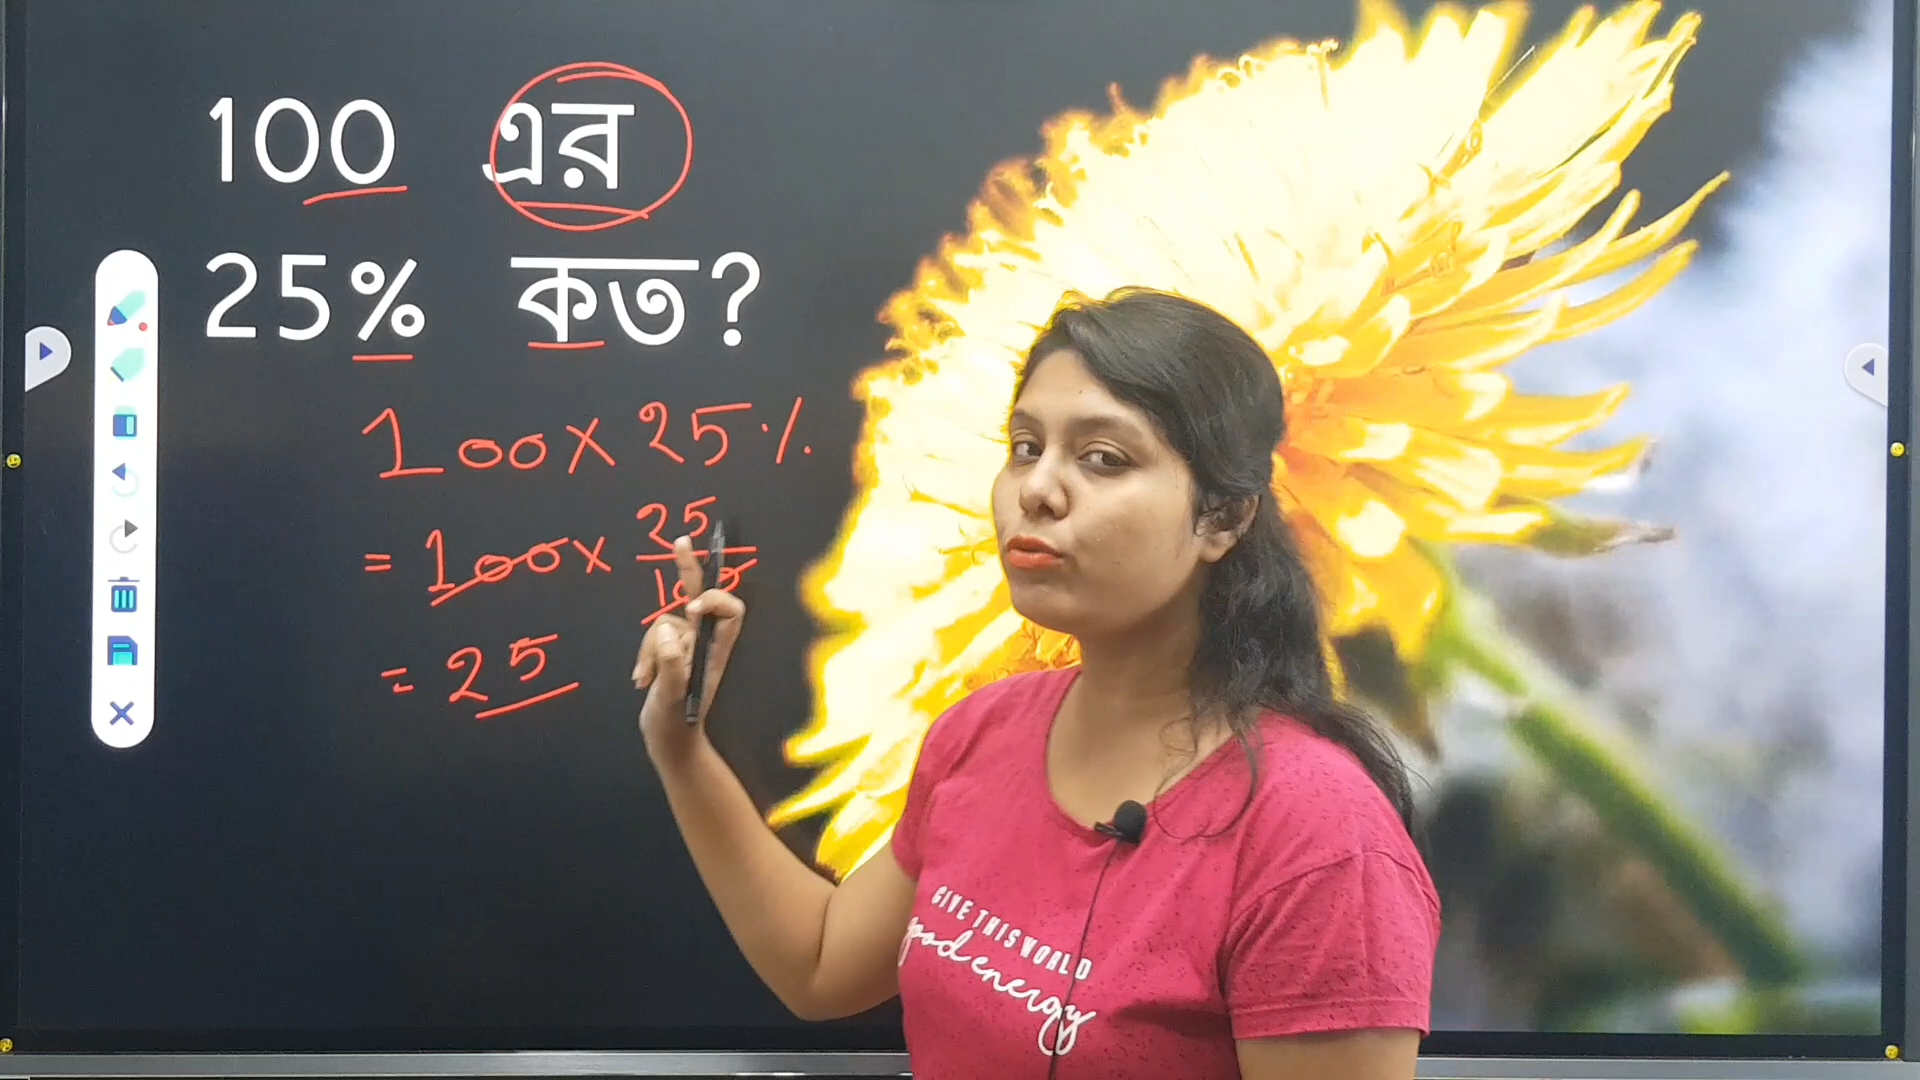 100 এর
25% কত?
100 x 25%
= 100 x 25/100
= 25
GIVE THIS WORLD
good energy